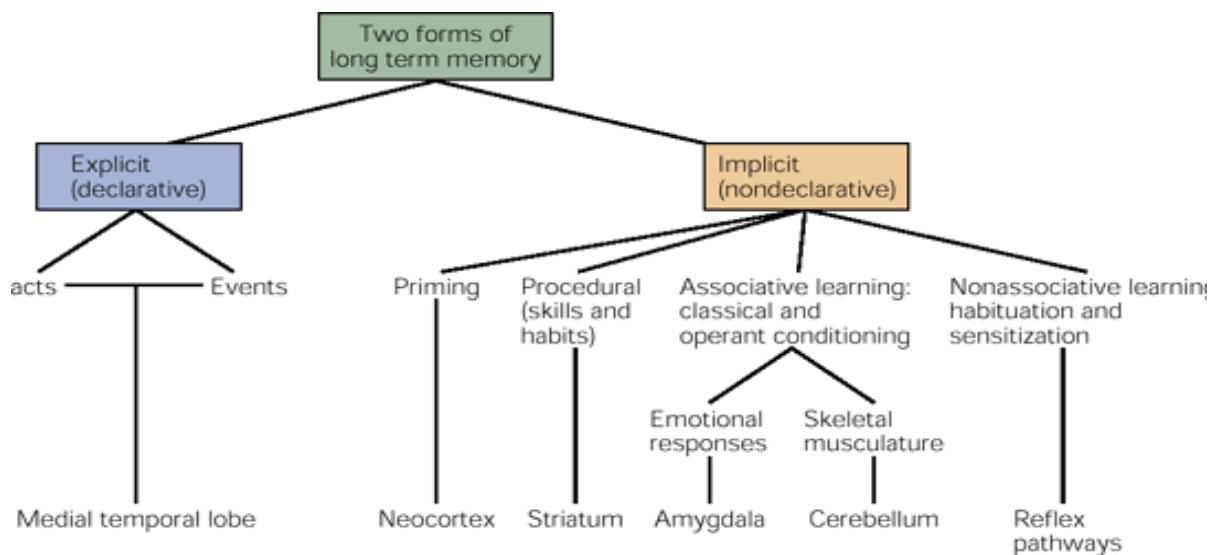 Two forms of
long term memory
Explicit
(declarative)
Implicit
(nondeclarative)
acts
Events
Priming
Procedural
(skills and
habits)
Associative learning:
classical and
operant conditioning
Nonassociative learning
habituation and
sensitization
Emotional
responses
Skeletal
musculature
Medial temporal lobe
Neocortex
Striatum
Amygdala
Cerebellum
Reflex
pathways